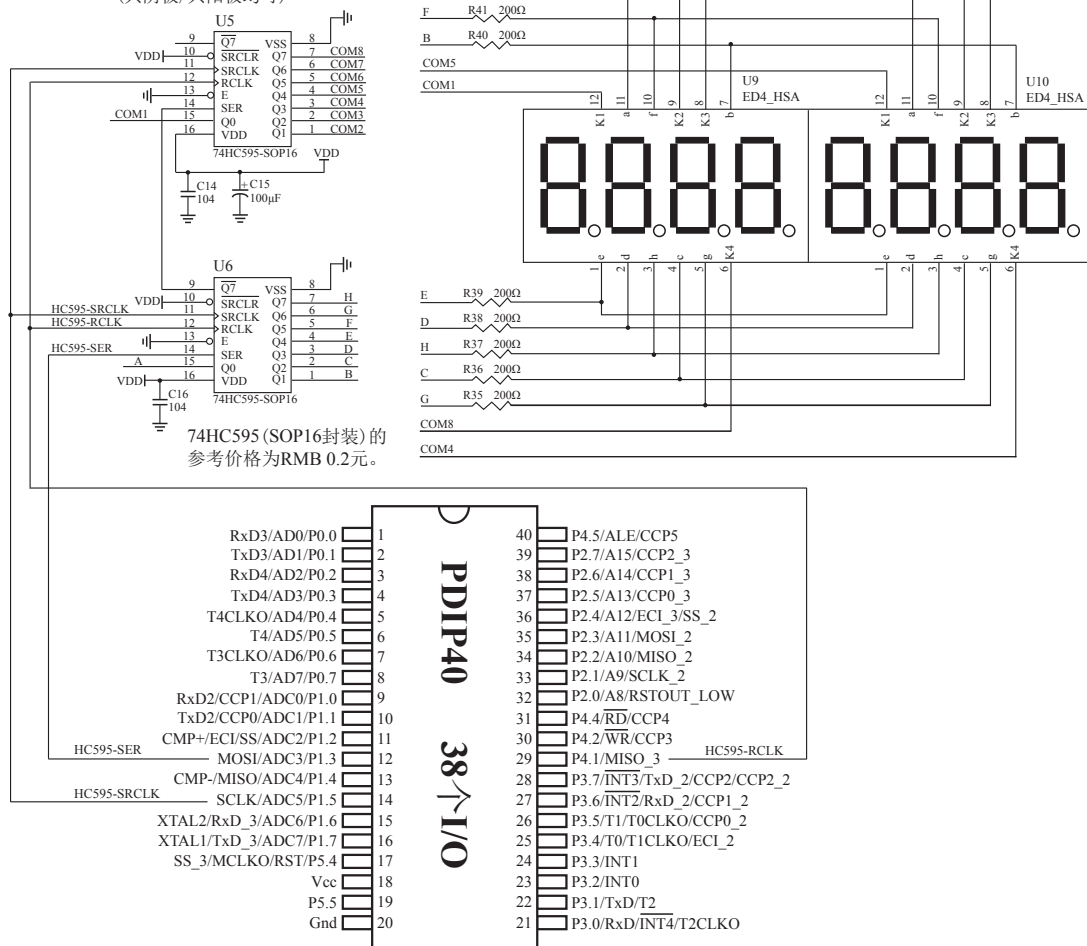 U5
9 Q7 VSS 8
VDD 10 SRCLR Q7 7 COM8
11 SRCLK Q6 6 COM7
12 RCLK Q5 5 COM6
13 E Q4 4 COM5
14 SER Q3 3 COM4
COM1 15 Q0 Q2 2 COM3
16 VDD Q1 1 COM2
74HC595-SOP16
VDD
C14
104
+C15
100μF
U6
9 Q7 VSS 8
VDD 10 SRCLR Q7 7 H
HC595-SRCLK 11 SRCLK Q6 6 G
HC595-RCLK 12 RCLK Q5 5 F
13 E Q4 4 E
HC595-SER 14 SER Q3 3 D
A 15 Q0 Q2 2 C
VDD 16 VDD Q1 1 B
74HC595-SOP16
C16
104
74HC595(SOP16封装)的
参考价格为RMB 0.2元。
F R41 200Ω
B R40 200Ω
COM5
COM1
U9
ED4_HSA
U10
ED4_HSA
12 11 10 9 8 7
K1 a f K2 K3 b
12 11 10 9 8 7
K1 a f K2 K3 b
e d h c g K4
1 2 3 4 5 6
e d h c g K4
1 2 3 4 5 6
E R39 200Ω
D R38 200Ω
H R37 200Ω
C R36 200Ω
G R35 200Ω
COM8
COM4
PDIP40 38个I/O
RxD3/AD0/P0.0 1
TxD3/AD1/P0.1 2
RxD4/AD2/P0.2 3
TxD4/AD3/P0.3 4
T4CLKO/AD4/P0.4 5
T4/AD5/P0.5 6
T3CLKO/AD6/P0.6 7
T3/AD7/P0.7 8
RxD2/CCP1/ADC0/P1.0 9
TxD2/CCP0/ADC1/P1.1 10
CMP+/ECI/SS/ADC2/P1.2 11
HC595-SER MOSI/ADC3/P1.3 12
CMP-/MISO/ADC4/P1.4 13
HC595-SRCLK SCLK/ADC5/P1.5 14
XTAL2/RxD_3/ADC6/P1.6 15
XTAL1/TxD_3/ADC7/P1.7 16
SS_3/MCLKO/RST/P5.4 17
Vcc 18
P5.5 19
Gnd 20
40 P4.5/ALE/CCP5
39 P2.7/A15/CCP2_3
38 P2.6/A14/CCP1_3
37 P2.5/A13/CCP0_3
36 P2.4/A12/ECI_3/SS_2
35 P2.3/A11/MOSI_2
34 P2.2/A10/MISO_2
33 P2.1/A9/SCLK_2
32 P2.0/A8/RSTOUT_LOW
31 P4.4/RD/CCP4
30 P4.2/WR/CCP3
29 P4.1/MISO_3 HC595-RCLK
28 P3.7/INT3/TxD_2/CCP2/CCP2_2
27 P3.6/INT2/RxD_2/CCP1_2
26 P3.5/T1/T0CLKO/CCP0_2
25 P3.4/T0/T1CLKO/ECI_2
24 P3.3/INT1
23 P3.2/INT0
22 P3.1/TxD/T2
21 P3.0/RxD/INT4/T2CLKO